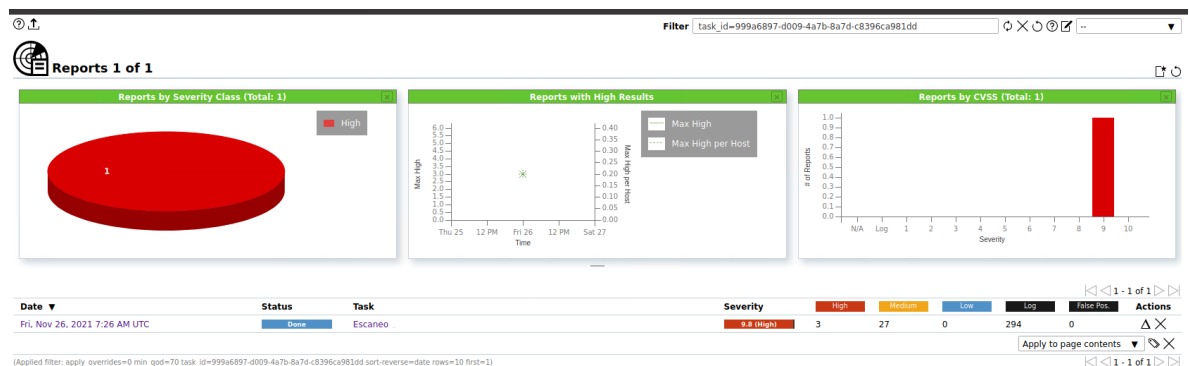 Filter task_id=999a6897-d009-4a7b-8a7d-c8396ca981dd --
Reports 1 of 1
Reports by Severity Class (Total: 1)
High
1
Reports with High Results
Max High
Max High per Host
6.0
5.5
5.0
4.5
4.0
3.5
3.0
2.5
2.0
1.5
1.0
0.5
0.0
Max High
0.40
0.35
0.30
0.25
0.20
0.15
0.10
0.05
0.00
Max High per Host
Thu 25 12 PM Fri 26 12 PM Sat 27
Time
Reports by CVSS (Total: 1)
1.0
0.9
0.8
0.7
0.6
0.5
0.4
0.3
0.2
0.1
0.0
# of Reports
N/A Log 1 2 3 4 5 6 7 8 9 10
Severity
1 - 1 of 1
Date ▼ Status Task Severity High Medium Low Log False Pos. Actions
Fri, Nov 26, 2021 7:26 AM UTC Done Escaneo 9.8 (High) 3 27 0 294 0
Apply to page contents ▼
(Applied filter: apply_overrides=0 min_qod=70 task_id=999a6897-d009-4a7b-8a7d-c8396ca981dd sort-reverse=date rows=10 first=1)
1 - 1 of 1